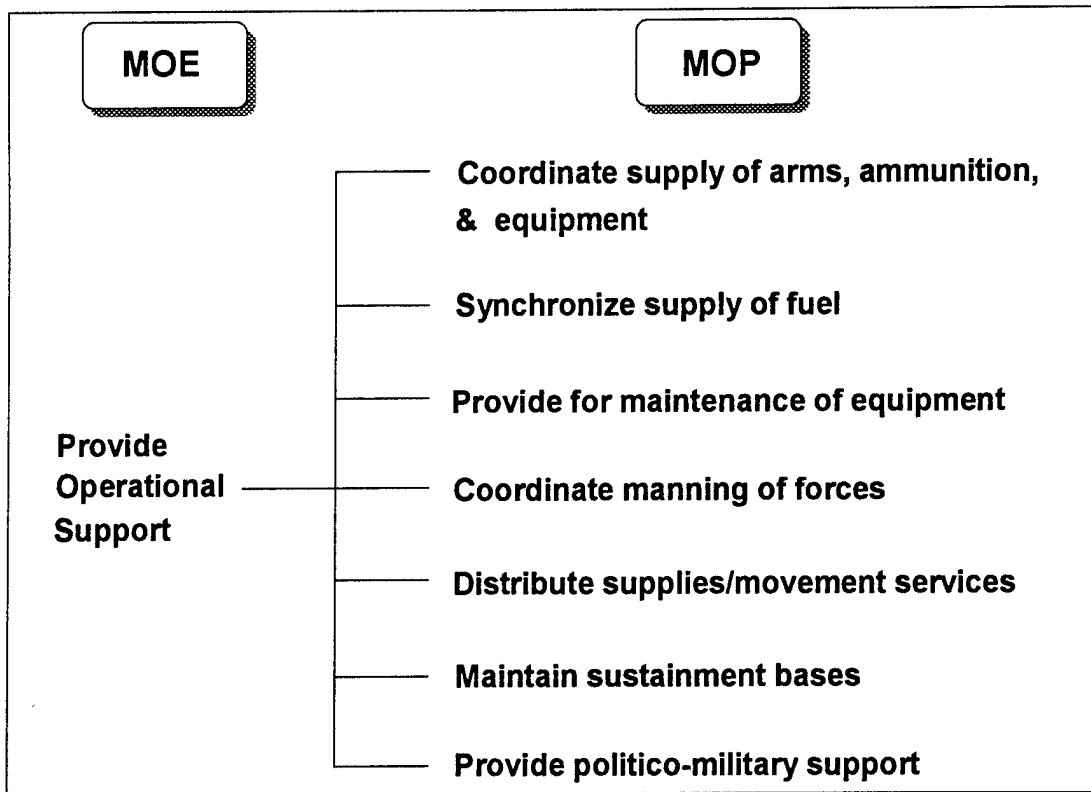 MOE
MOP
Coordinate supply of arms, ammunition,
& equipment
Synchronize supply of fuel
Provide for maintenance of equipment
Provide
Operational
Support
Coordinate manning of forces
Distribute supplies/movement services
Maintain sustainment bases
Provide politico-military support